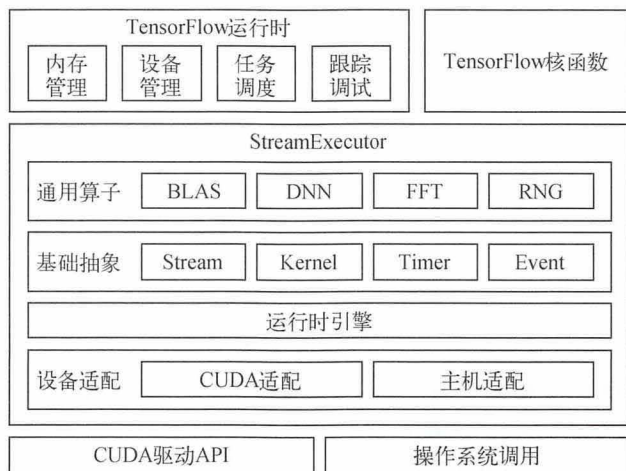 TensorFlow运行时
内存
管理
设备
管理
任务
调度
跟踪
调试
TensorFlow核函数
StreamExecutor
通用算子 BLAS DNN FFT RNG
基础抽象 Stream Kernel Timer Event
运行时引擎
设备适配 CUDA适配 主机适配
CUDA驱动API 操作系统调用